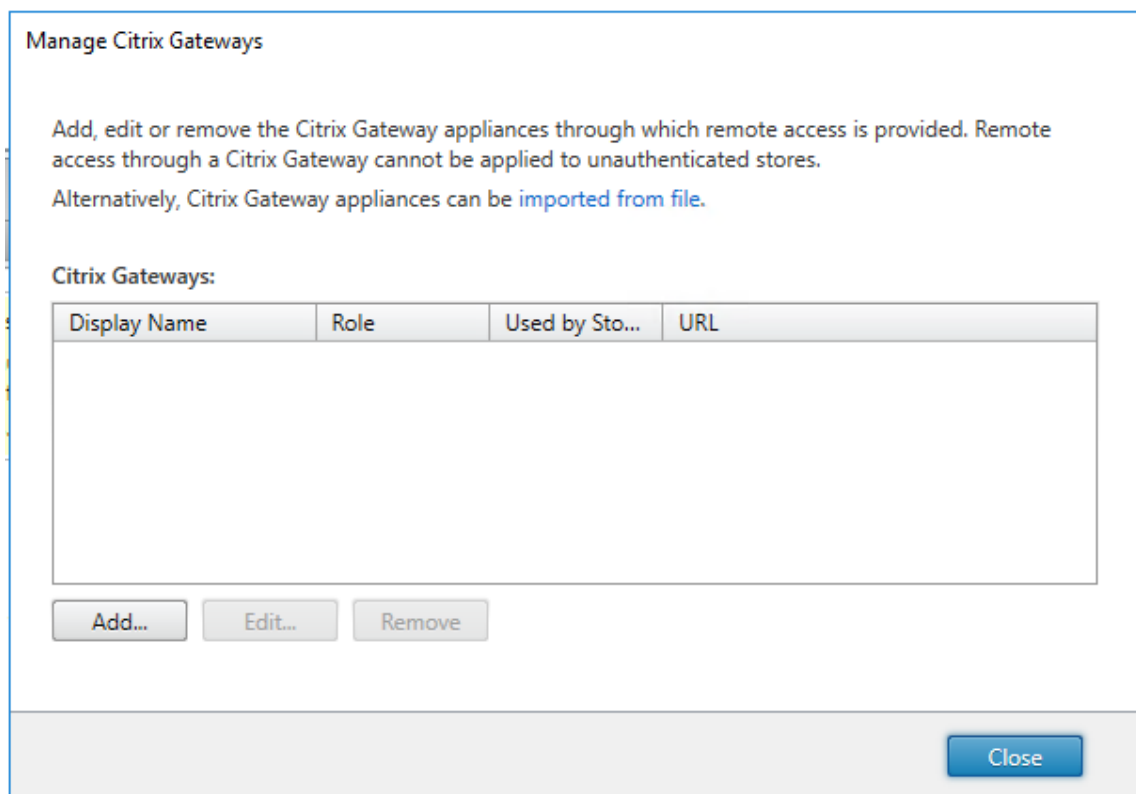 Manage Citrix Gateways
Add, edit or remove the Citrix Gateway appliances through which remote access is provided. Remote
access through a Citrix Gateway cannot be applied to unauthenticated stores.
Alternatively, Citrix Gateway appliances can be imported from file.
Citrix Gateways:
Display Name Role Used by Sto... URL
Add... Edit... Remove
Close